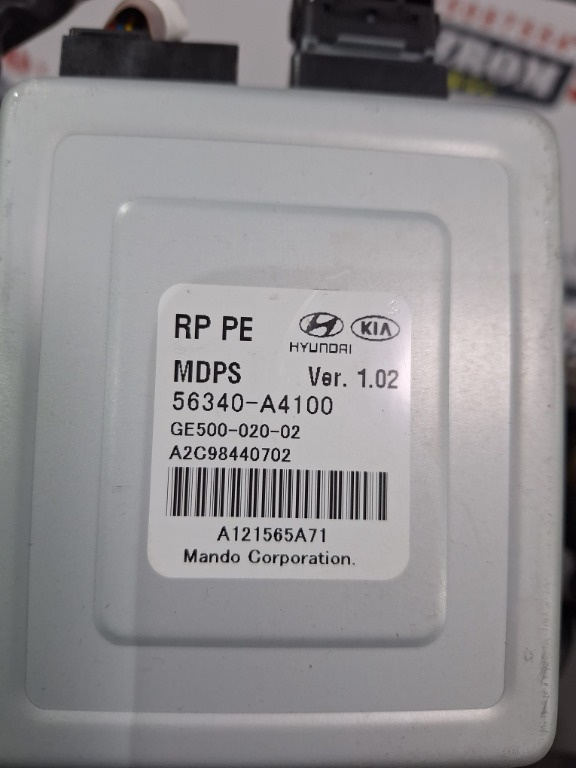 RP PE
HYUNDAI
KIA
MDPS Ver. 1.02
56340-A4100
GE500-020-02
A2C98440702
A121565A71
Mando Corporation.